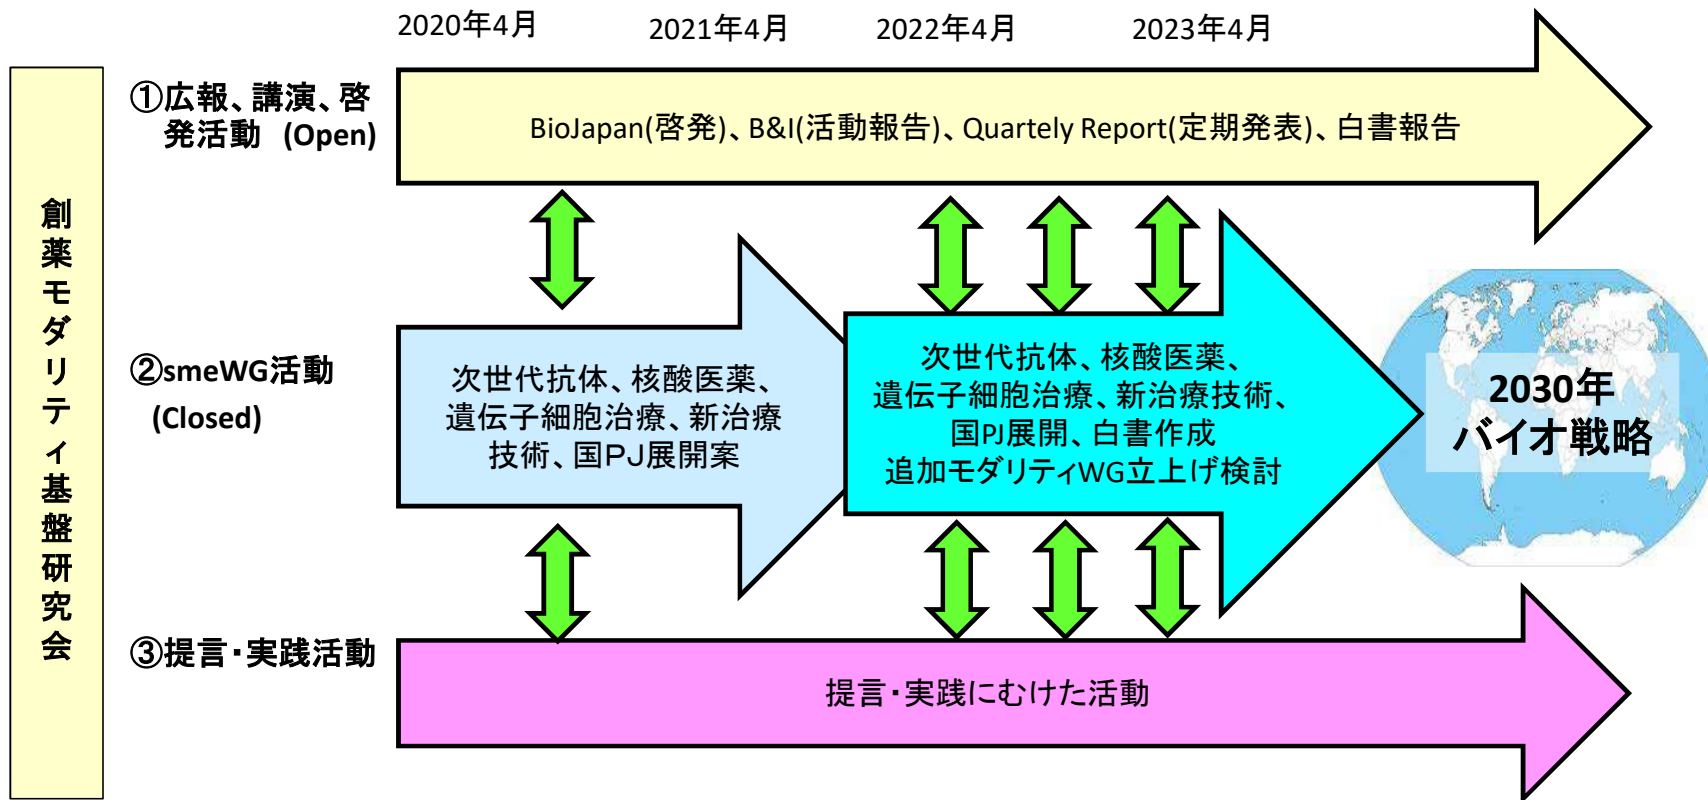 2020年4月
2021年4月
2022年4月
2023年4月
創薬モダリティ基盤研究会
①広報、講演、啓
発活動 (Open)
BioJapan(啓発)、B&I(活動報告)、Quartely Report(定期発表)、白書報告
②smeWG活動
(Closed)
次世代抗体、核酸医薬、
遺伝子細胞治療、新治療
技術、国ＰＪ展開案
次世代抗体、核酸医薬、
遺伝子細胞治療、新治療技術、
国PJ展開、白書作成
追加モダリティWG立上げ検討
2030年
バイオ戦略
③提言・実践活動
提言・実践にむけた活動